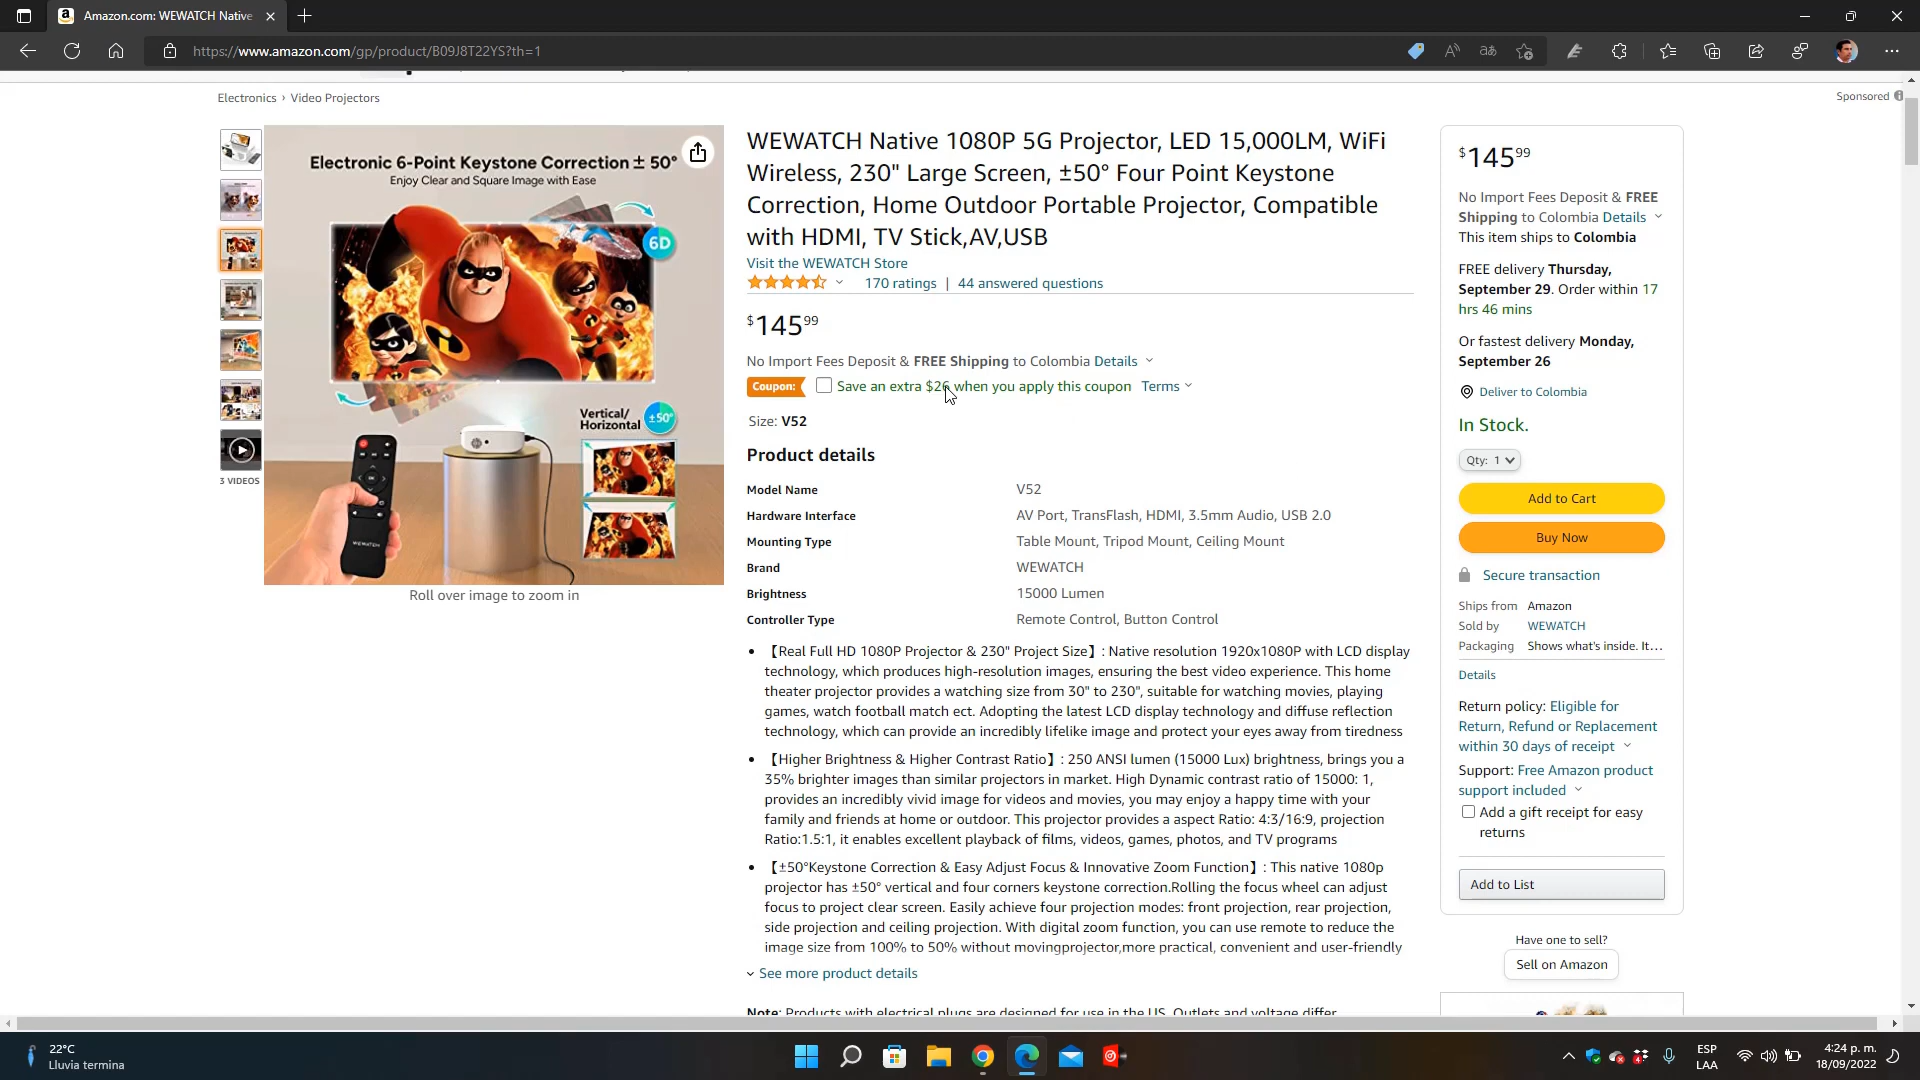 Amazon.com: WEWATCH Native
https://www.amazon.com/gp/product/B09J8T22YS?th=1
Electronics › Video Projectors
Sponsored
Electronic 6-Point Keystone Correction ± 50°
Enjoy Clear and Square Image with Ease
6D
Vertical/
Horizontal ±50°
WEWATCH
3 VIDEOS
Roll over image to zoom in
WEWATCH Native 1080P 5G Projector, LED 15,000LM, WiFi
Wireless, 230" Large Screen, ±50° Four Point Keystone
Correction, Home Outdoor Portable Projector, Compatible
with HDMI, TV Stick,AV,USB
Visit the WEWATCH Store
170 ratings | 44 answered questions
$145 99
No Import Fees Deposit & FREE Shipping to Colombia Details
Coupon: Save an extra $26 when you apply this coupon Terms
Size: V52
Product details
Model Name V52
Hardware Interface AV Port, TransFlash, HDMI, 3.5mm Audio, USB 2.0
Mounting Type Table Mount, Tripod Mount, Ceiling Mount
Brand WEWATCH
Brightness 15000 Lumen
Controller Type Remote Control, Button Control
• 【Real Full HD 1080P Projector & 230" Project Size】: Native resolution 1920x1080P with LCD display
technology, which produces high-resolution images, ensuring the best video experience. This home
theater projector provides a watching size from 30" to 230", suitable for watching movies, playing
games, watch football match ect. Adopting the latest LCD display technology and diffuse reflection
technology, which can provide an incredibly lifelike image and protect your eyes away from tiredness
• 【Higher Brightness & Higher Contrast Ratio】: 250 ANSI lumen (15000 Lux) brightness, brings you a
35% brighter images than similar projectors in market. High Dynamic contrast ratio of 15000: 1,
provides an incredibly vivid image for videos and movies, you may enjoy a happy time with your
family and friends at home or outdoor. This projector provides a aspect Ratio: 4:3/16:9, projection
Ratio:1.5:1, it enables excellent playback of films, videos, games, photos, and TV programs
• 【±50°Keystone Correction & Easy Adjust Focus & Innovative Zoom Function】: This native 1080p
projector has ±50° vertical and four corners keystone correction.Rolling the focus wheel can adjust
focus to project clear screen. Easily achieve four projection modes: front projection, rear projection,
side projection and ceiling projection. With digital zoom function, you can use remote to reduce the
image size from 100% to 50% without movingprojector,more practical, convenient and user-friendly
See more product details
Note: Products with electrical plugs are designed for use in the US. Outlets and voltage differ
$145 99
No Import Fees Deposit & FREE
Shipping to Colombia Details
This item ships to Colombia
FREE delivery Thursday,
September 29. Order within 17
hrs 46 mins
Or fastest delivery Monday,
September 26
Deliver to Colombia
In Stock.
Qty: 1
Add to Cart
Buy Now
Secure transaction
Ships from Amazon
Sold by WEWATCH
Packaging Shows what's inside. It…
Details
Return policy: Eligible for
Return, Refund or Replacement
within 30 days of receipt
Support: Free Amazon product
support included
Add a gift receipt for easy
returns
Add to List
Have one to sell?
Sell on Amazon
22°C
Lluvia termina
ESP
LAA
4:24 p. m.
18/09/2022